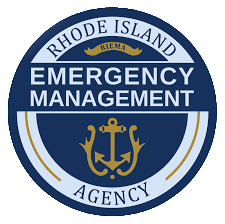 RHODE ISLAND
RIEMA
EMERGENCY
MANAGEMENT
AGENCY